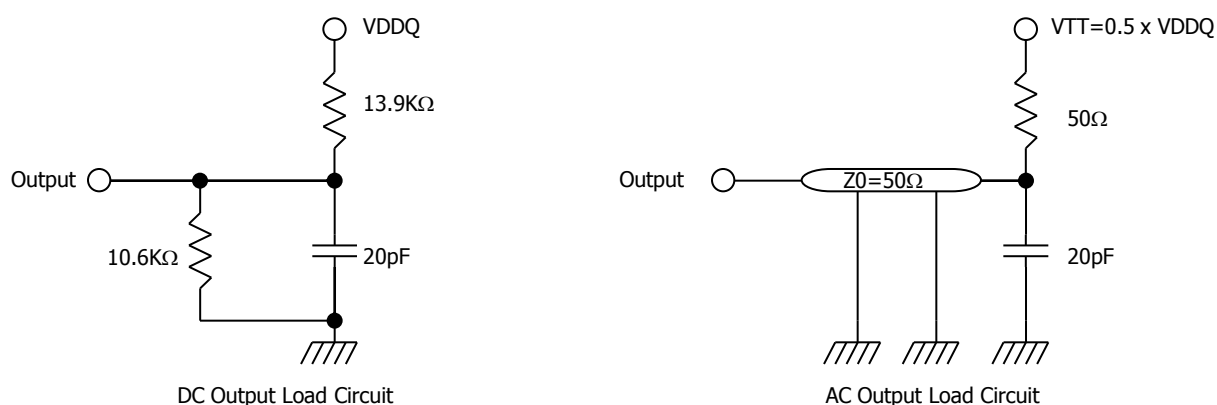 VDDQ
13.9KΩ
Output
10.6KΩ
20pF
DC Output Load Circuit
VTT=0.5 x VDDQ
50Ω
Output
Z0=50Ω
20pF
AC Output Load Circuit